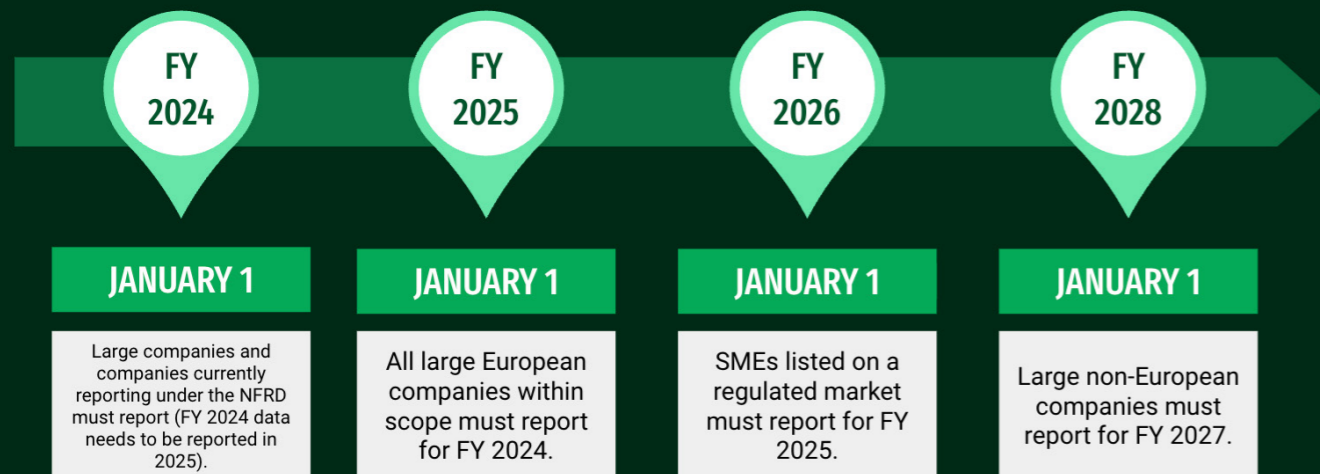 FY
2024
FY
2025
FY
2026
FY
2028
JANUARY 1
JANUARY 1
JANUARY 1
JANUARY 1
Large companies and
companies currently
reporting under the NFRD
must report (FY 2024 data
needs to be reported in
2025).
All large European
companies within
scope must report
for FY 2024.
SMEs listed on a
regulated market
must report for FY
2025.
Large non-European
companies must
report for FY 2027.